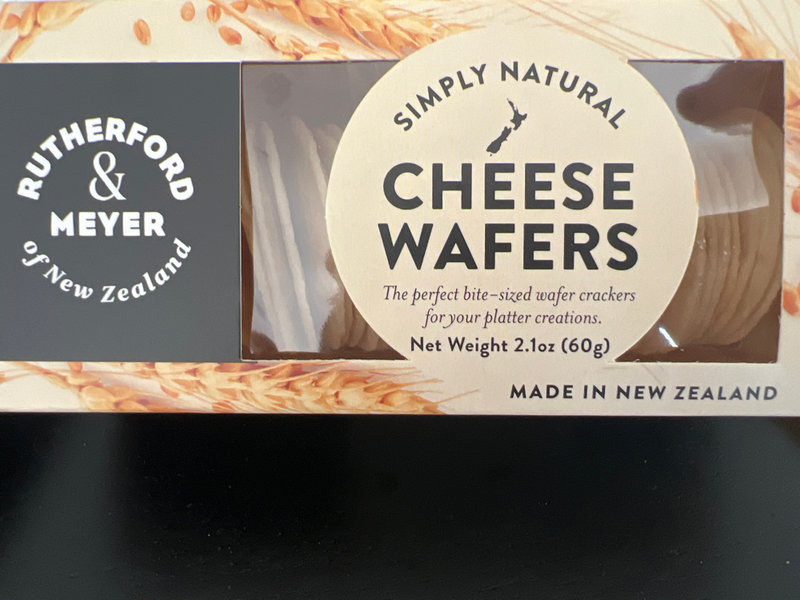 RUTHERFORD
&
MEYER
of New Zealand
SIMPLY NATURAL
CHEESE
WAFERS
The perfect bite-sized wafer crackers
for your platter creations.
Net Weight 2.1oz (60g)
MADE IN NEW ZEALAND